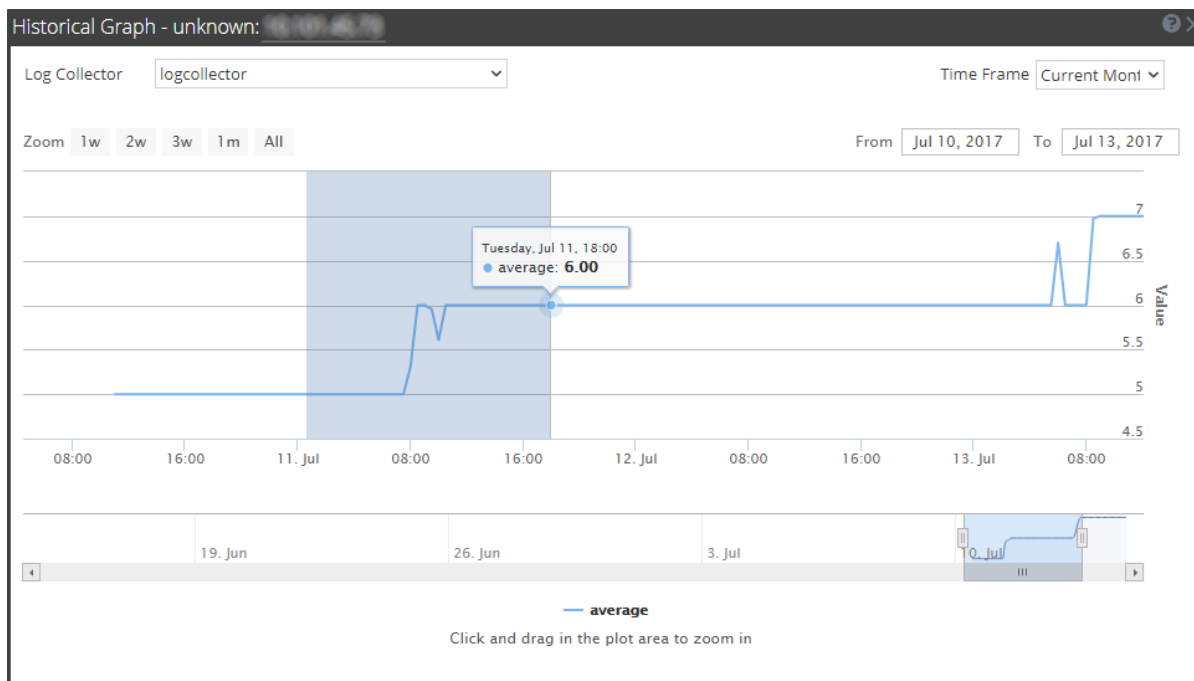 Historical Graph - unknown:
Log Collector logcollector Time Frame Current Mont
Zoom 1w 2w 3w 1m All From Jul 10, 2017 To Jul 13, 2017
7
Tuesday, Jul 11, 18:00
average: 6.00
6.5
6
Value
5.5
5
4.5
08:00 16:00 11. Jul 08:00 16:00 12. Jul 08:00 16:00 13. Jul 08:00
19. Jun 26. Jun 3. Jul 10. Jul
average
Click and drag in the plot area to zoom in